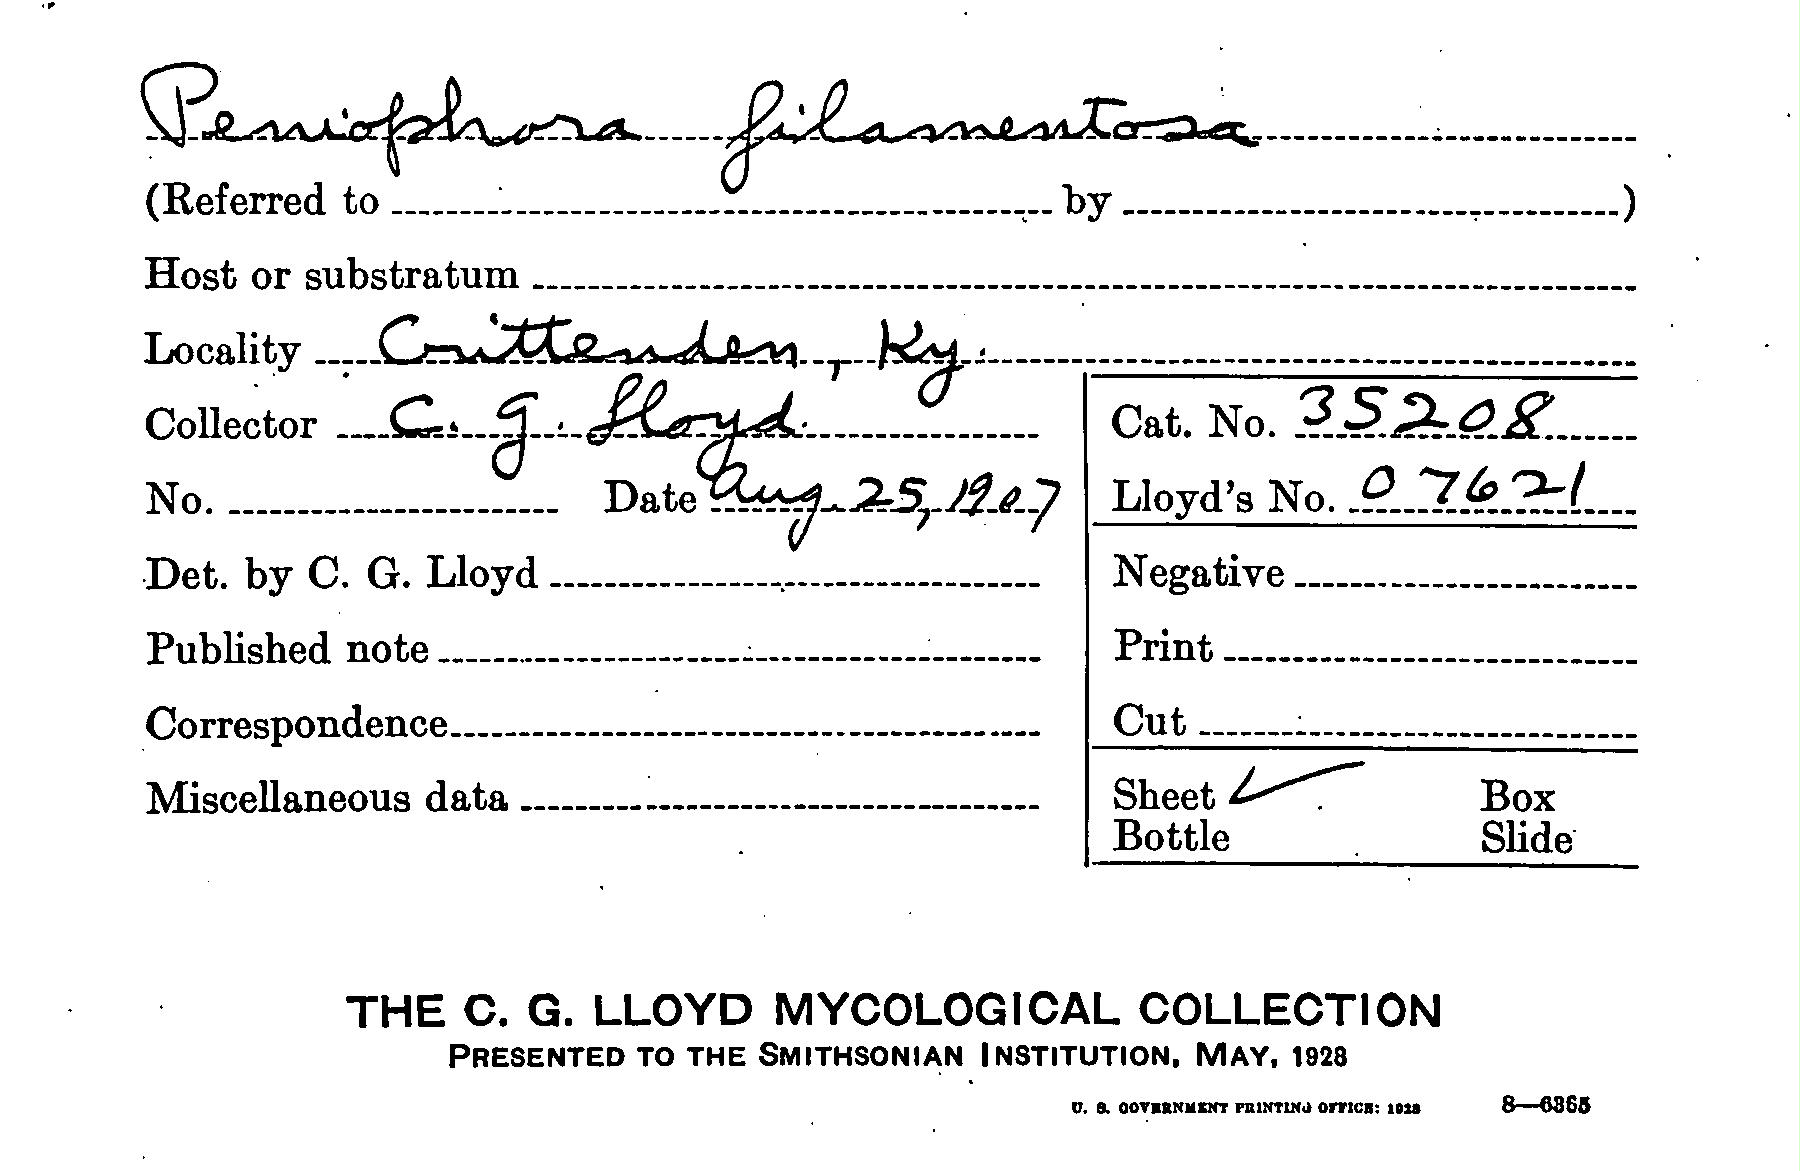 Peniophora filamentosa
(Referred to by )
Host or substratum
Locality Crittenden, Ky.
Collector C. G. Lloyd.
Cat. No. 35208
No. Date Aug. 25, 1907
Lloyd's No. 07621
Det. by C. G. Lloyd
Negative
Published note
Print
Correspondence
Cut
Miscellaneous data
Sheet ✓ Box
Bottle Slide
THE C. G. LLOYD MYCOLOGICAL COLLECTION
PRESENTED TO THE SMITHSONIAN INSTITUTION, MAY, 1928
U. S. GOVERNMENT PRINTING OFFICE: 1928 8—6365